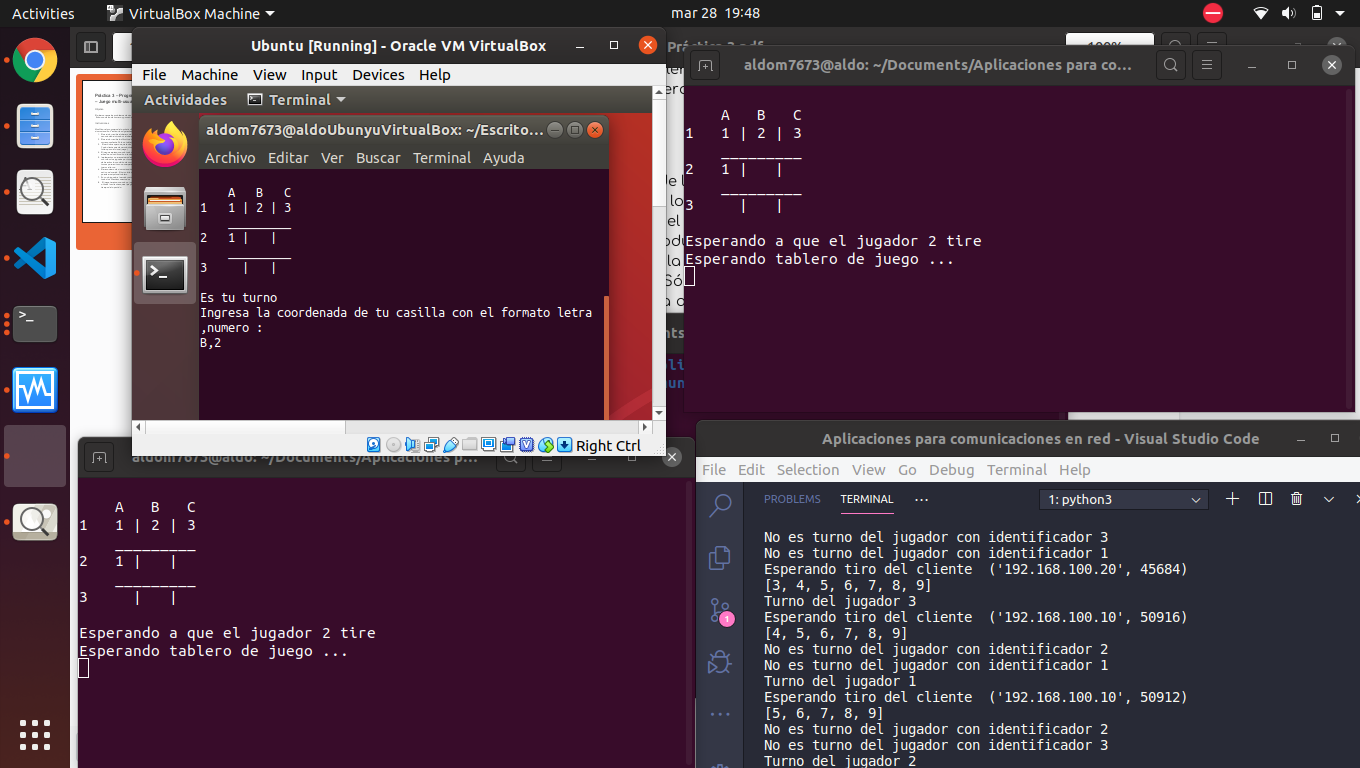 Activities
VirtualBox Machine
mar 28 19:48
Ubuntu [Running] - Oracle VM VirtualBox
File Machine View Input Devices Help
Actividades
Terminal
aldom7673@aldoUbunyuVirtualBox: ~/Escrito...
Archivo Editar Ver Buscar Terminal Ayuda
A B C
1 1 | 2 | 3
_________
2 1 | |
_________
3 | |
Es tu turno
Ingresa la coordenada de tu casilla con el formato letra
,numero :
B,2
Right Ctrl
aldom7673@aldo: ~/Documents/Aplicaciones para co...
A B C
1 1 | 2 | 3
_________
2 1 | |
_________
3 | |
Esperando a que el jugador 2 tire
Esperando tablero de juego ...
aldom7673@aldo: ~/Documents/Aplicaciones p...
A B C
1 1 | 2 | 3
_________
2 1 | |
_________
3 | |
Esperando a que el jugador 2 tire
Esperando tablero de juego ...
Aplicaciones para comunicaciones en red - Visual Studio Code
File Edit Selection View Go Debug Terminal Help
PROBLEMS TERMINAL ...
1: python3
1
No es turno del jugador con identificador 3
No es turno del jugador con identificador 1
Esperando tiro del cliente ('192.168.100.20', 45684)
[3, 4, 5, 6, 7, 8, 9]
Turno del jugador 3
Esperando tiro del cliente ('192.168.100.10', 50916)
[4, 5, 6, 7, 8, 9]
No es turno del jugador con identificador 2
No es turno del jugador con identificador 1
Turno del jugador 1
Esperando tiro del cliente ('192.168.100.10', 50912)
[5, 6, 7, 8, 9]
No es turno del jugador con identificador 2
No es turno del jugador con identificador 3
Turno del jugador 2